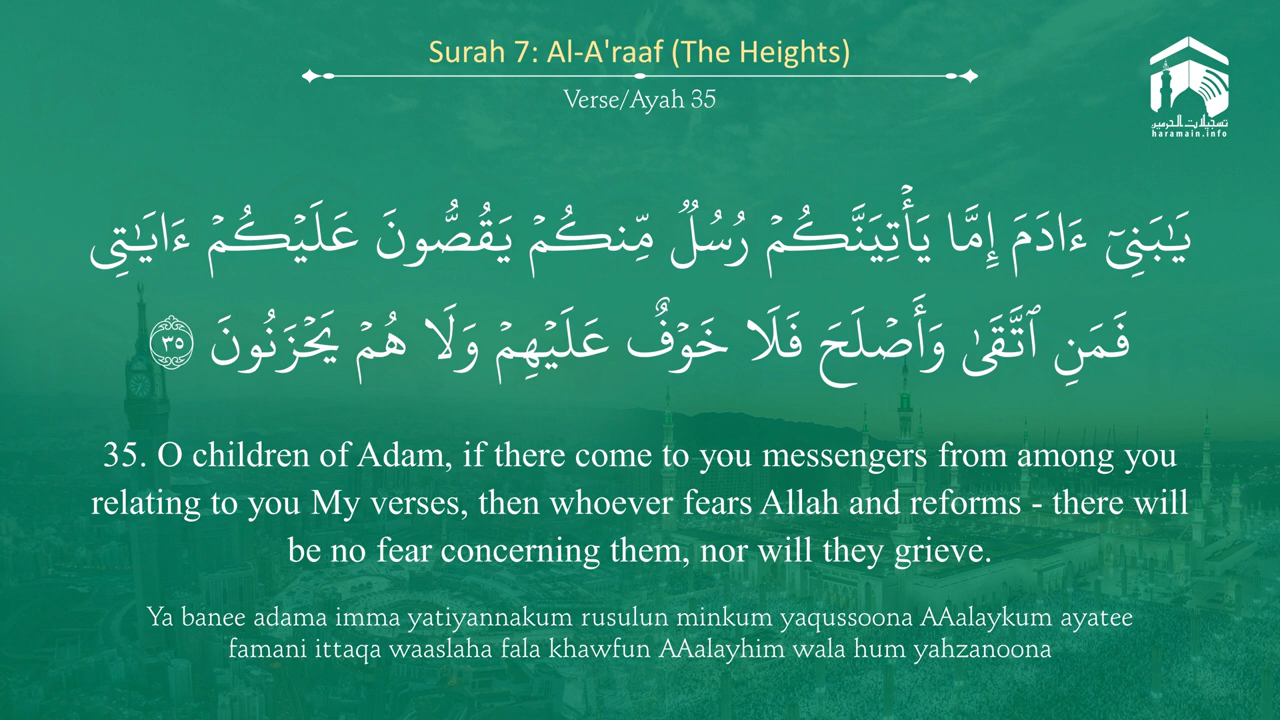 Surah 7: Al-A'raaf (The Heights)
Verse/Ayah 35
تسجيلات الحرمين
haramain.info
يَـٰبَنِىٓ ءَادَمَ إِمَّا يَأْتِيَنَّكُمْ رُسُلٌ مِّنكُمْ يَقُصُّونَ عَلَيْكُمْ ءَايَـٰتِى
فَمَنِ ٱتَّقَىٰ وَأَصْلَحَ فَلَا خَوْفٌ عَلَيْهِمْ وَلَا هُمْ يَحْزَنُونَ ٣٥
35. O children of Adam, if there come to you messengers from among you
relating to you My verses, then whoever fears Allah and reforms - there will
be no fear concerning them, nor will they grieve.
Ya banee adama imma yatiyannakum rusulun minkum yaqussoona AAalaykum ayatee
famani ittaqa waaslaha fala khawfun AAalayhim wala hum yahzanoona